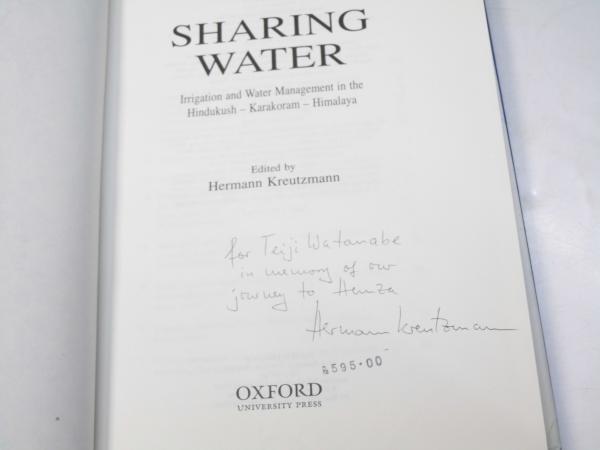 SHARING
WATER
Irrigation and Water Management in the
Hindukush – Karakoram – Himalaya
Edited by
Hermann Kreutzmann
for Teiji Watanabe
in memory of our
journey to Hunza
Hermann Kreutzmann
595·00
OXFORD
UNIVERSITY PRESS